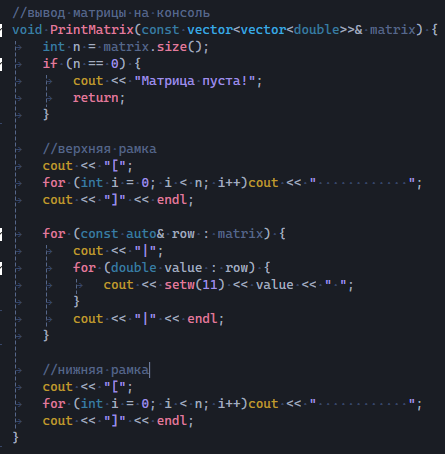 //вывод матрицы на консоль
void PrintMatrix(const vector<vector<double>>& matrix) {
    int n = matrix.size();
    if (n == 0) {
        cout << "Матрица пуста!";
        return;
    }

    //верхняя рамка
    cout << "[";
    for (int i = 0; i < n; i++)cout << "            ";
    cout << "]" << endl;

    for (const auto& row : matrix) {
        cout << "|";
        for (double value : row) {
            cout << setw(11) << value << " ";
        }
        cout << "|" << endl;
    }

    //нижняя рамка
    cout << "[";
    for (int i = 0; i < n; i++)cout << "            ";
    cout << "]" << endl;
}